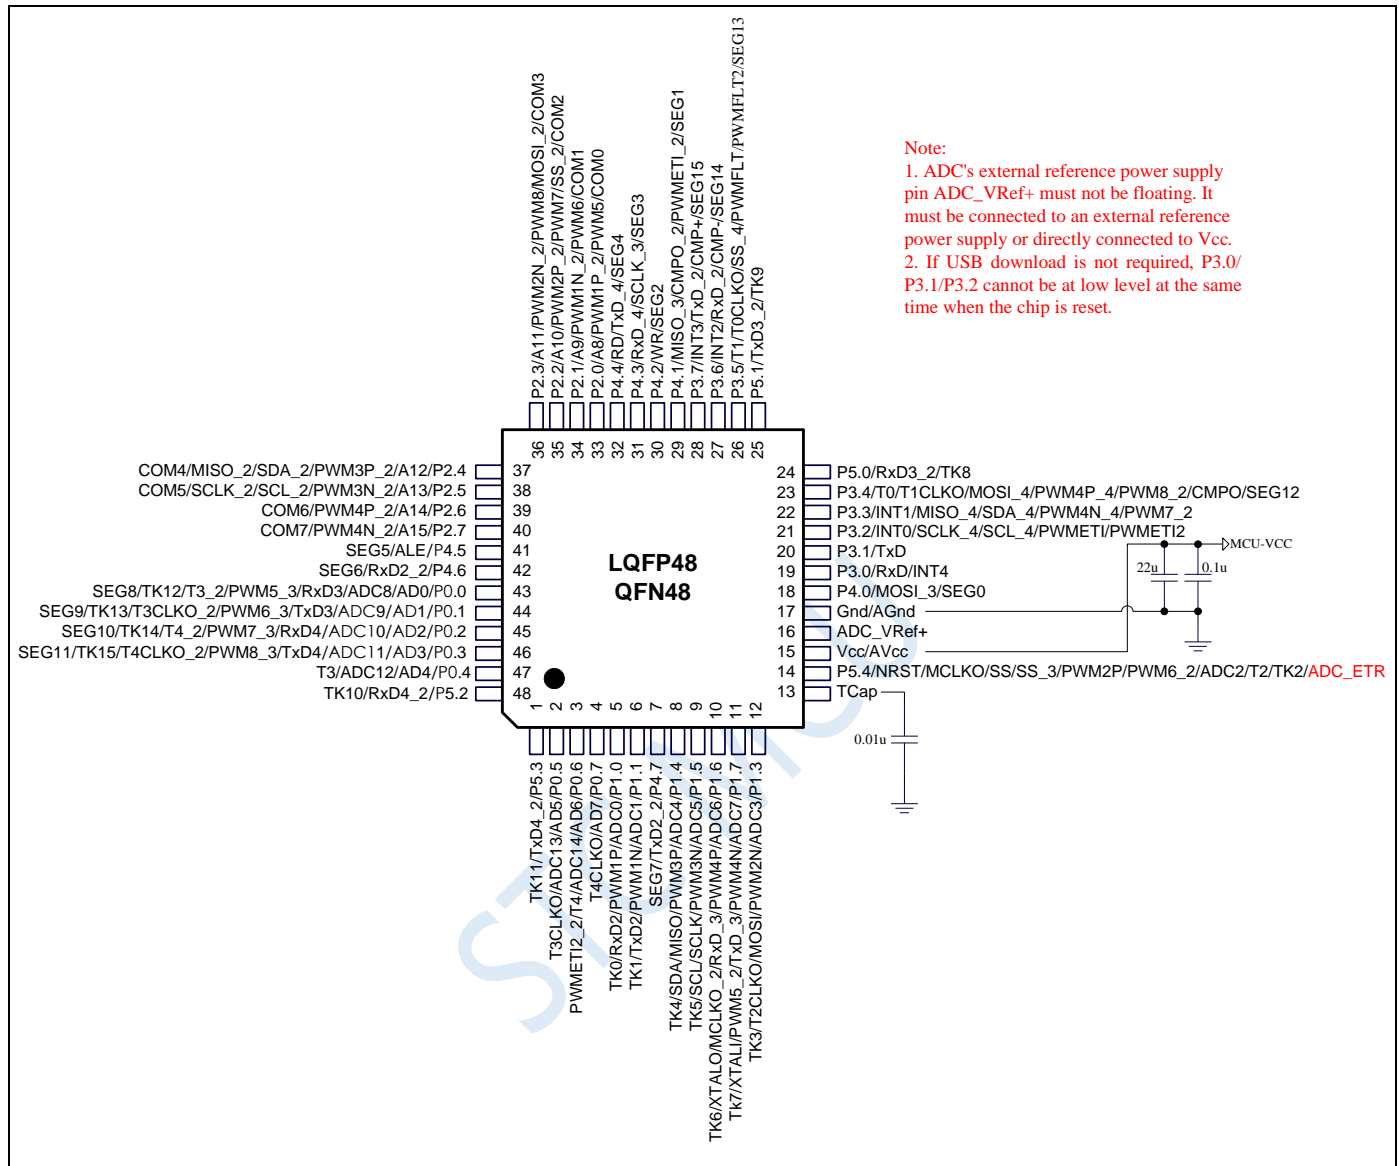 P2.3/A11/PWM2N_2/PWM8/MOSI_2/COM3
P2.2/A10/PWM2P_2/PWM7/SS_2/COM2
P2.1/A9/PWM1N_2/PWM6/COM1
P2.0/A8/PWM1P_2/PWM5/COM0
P4.4/RD/TxD_4/SEG4
P4.3/RxD_4/SCLK_3/SEG3
P4.2/WR/SEG2
P4.1/MISO_3/CMPO_2/PWMETI_2/SEG1
P3.7/INT3/TxD_2/CMP+/SEG15
P3.6/INT2/RxD_2/CMP-/SEG14
P3.5/T1/T0CLKO/SS_4/PWMFLT/PWMFLT2/SEG13
P5.1/TxD3_2/TK9
Note:
1. ADC's external reference power supply
pin ADC_VRef+ must not be floating. It
must be connected to an external reference
power supply or directly connected to Vcc.
2. If USB download is not required, P3.0/
P3.1/P3.2 cannot be at low level at the same
time when the chip is reset.
36 35 34 33 32 31 30 29 28 27 26 25
COM4/MISO_2/SDA_2/PWM3P_2/A12/P2.4 37
COM5/SCLK_2/SCL_2/PWM3N_2/A13/P2.5 38
COM6/PWM4P_2/A14/P2.6 39
COM7/PWM4N_2/A15/P2.7 40
SEG5/ALE/P4.5 41
SEG6/RxD2_2/P4.6 42
SEG8/TK12/T3_2/PWM5_3/RxD3/ADC8/AD0/P0.0 43
SEG9/TK13/T3CLKO_2/PWM6_3/TxD3/ADC9/AD1/P0.1 44
SEG10/TK14/T4_2/PWM7_3/RxD4/ADC10/AD2/P0.2 45
SEG11/TK15/T4CLKO_2/PWM8_3/TxD4/ADC11/AD3/P0.3 46
T3/ADC12/AD4/P0.4 47
TK10/RxD4_2/P5.2 48
LQFP48
QFN48
24 P5.0/RxD3_2/TK8
23 P3.4/T0/T1CLKO/MOSI_4/PWM4P_4/PWM8_2/CMPO/SEG12
22 P3.3/INT1/MISO_4/SDA_4/PWM4N_4/PWM7_2
21 P3.2/INT0/SCLK_4/SCL_4/PWMETI/PWMETI2
20 P3.1/TxD
19 P3.0/RxD/INT4
18 P4.0/MOSI_3/SEG0
17 Gnd/AGnd
16 ADC_VRef+
15 Vcc/AVcc
14 P5.4/NRST/MCLKO/SS/SS_3/PWM2P/PWM6_2/ADC2/T2/TK2/ADC_ETR
13 TCap
MCU-VCC
22u
0.1u
0.01u
1 2 3 4 5 6 7 8 9 10 11 12
TK11/TxD4_2/P5.3
T3CLKO/ADC13/AD5/P0.5
PWMETI2_2/T4/ADC14/AD6/P0.6
T4CLKO/AD7/P0.7
TK0/RxD2/PWM1P/ADC0/P1.0
TK1/TxD2/PWM1N/ADC1/P1.1
SEG7/TxD2_2/P4.7
TK4/SDA/MISO/PWM3P/ADC4/P1.4
TK5/SCL/SCLK/PWM3N/ADC5/P1.5
TK6/XTALO/MCLKO_2/RxD_3/PWM4P/ADC6/P1.6
Tk7/XTALI/PWM5_2/TxD_3/PWM4N/ADC7/P1.7
TK3/T2CLKO/MOSI/PWM2N/ADC3/P1.3
STCMCU